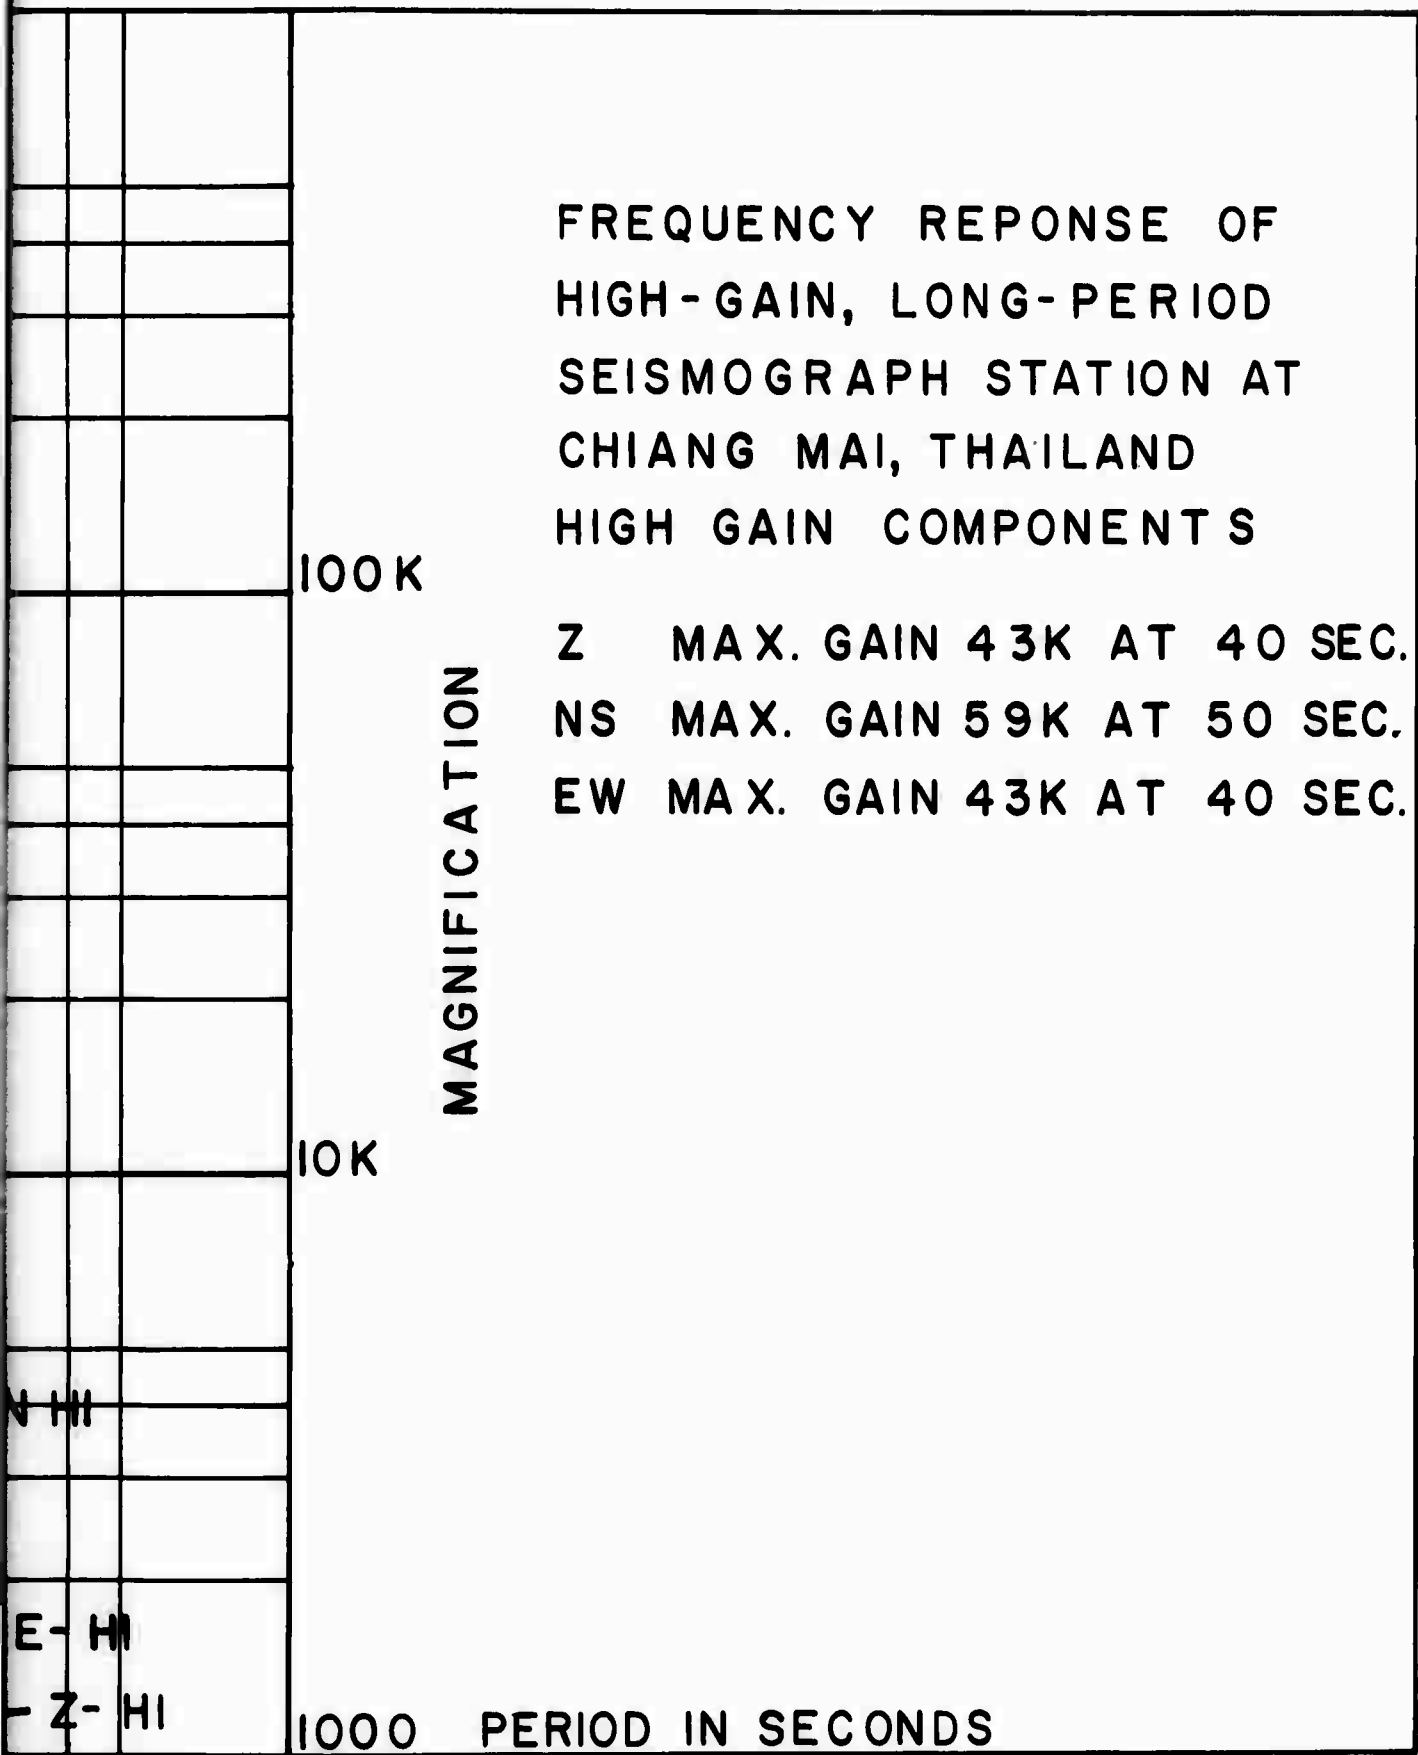 FREQUENCY REPONSE OF
HIGH-GAIN, LONG-PERIOD
SEISMOGRAPH STATION AT
CHIANG MAI, THAILAND
HIGH GAIN COMPONENTS
100K
Z MAX. GAIN 43K AT 40 SEC.
NS MAX. GAIN 59K AT 50 SEC.
EW MAX. GAIN 43K AT 40 SEC.
MAGNIFICATION
10K
N HI
E- HI
- Z- HI
1000 PERIOD IN SECONDS